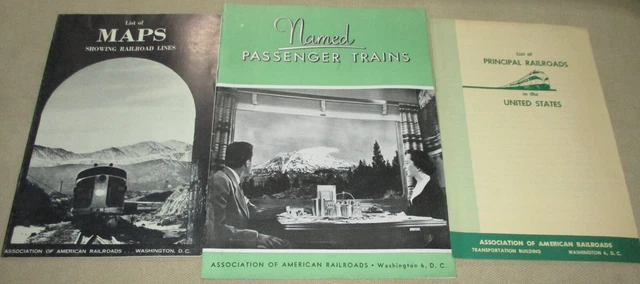 List of
MAPS
SHOWING RAILROAD LINES
ASSOCIATION OF AMERICAN RAILROADS . . . WASHINGTON, D. C.
Named
PASSENGER TRAINS
ASSOCIATION OF AMERICAN RAILROADS • Washington 6, D. C.
List of
PRINCIPAL RAILROADS
in the
UNITED STATES
ASSOCIATION OF AMERICAN RAILROADS
TRANSPORTATION BUILDING WASHINGTON 6, D. C.